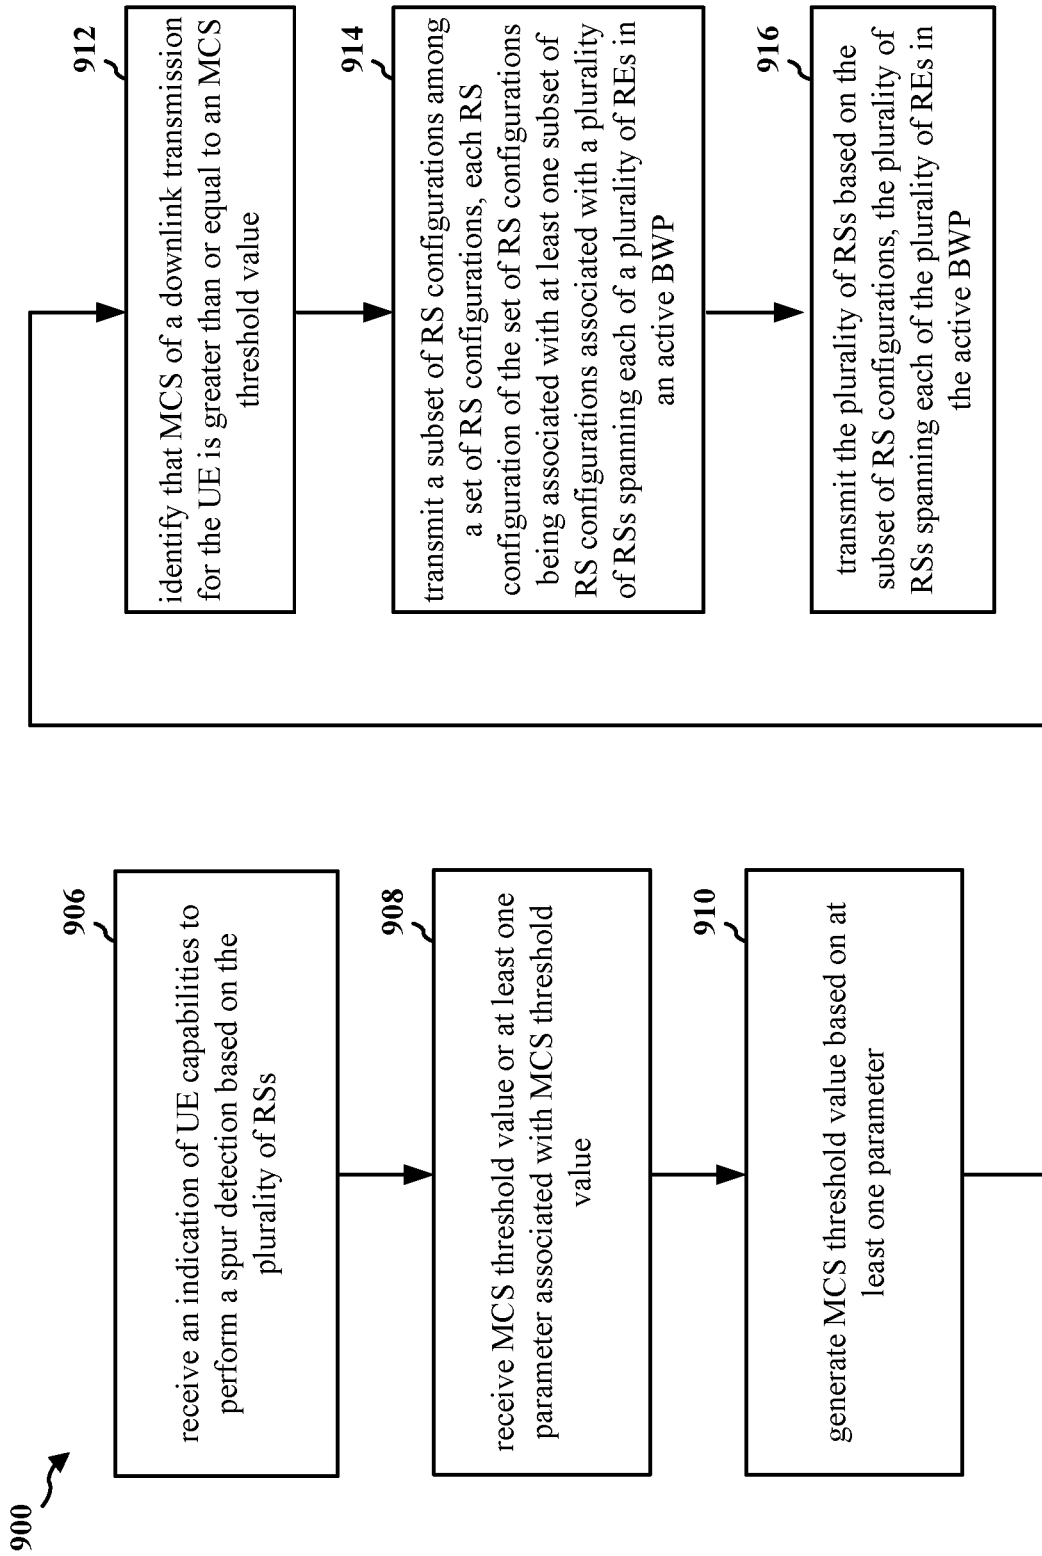 900
906
receive an indication of UE capabilities to
perform a spur detection based on the
plurality of RSs
908
receive MCS threshold value or at least one
parameter associated with MCS threshold
value
910
generate MCS threshold value based on at
least one parameter
912
identify that MCS of a downlink transmission
for the UE is greater than or equal to an MCS
threshold value
914
transmit a subset of RS configurations among
a set of RS configurations, each RS
configuration of the set of RS configurations
being associated with at least one subset of
RS configurations associated with a plurality
of RSs spanning each of a plurality of REs in
an active BWP
916
transmit the plurality of RSs based on the
subset of RS configurations, the plurality of
RSs spanning each of the plurality of REs in
the active BWP